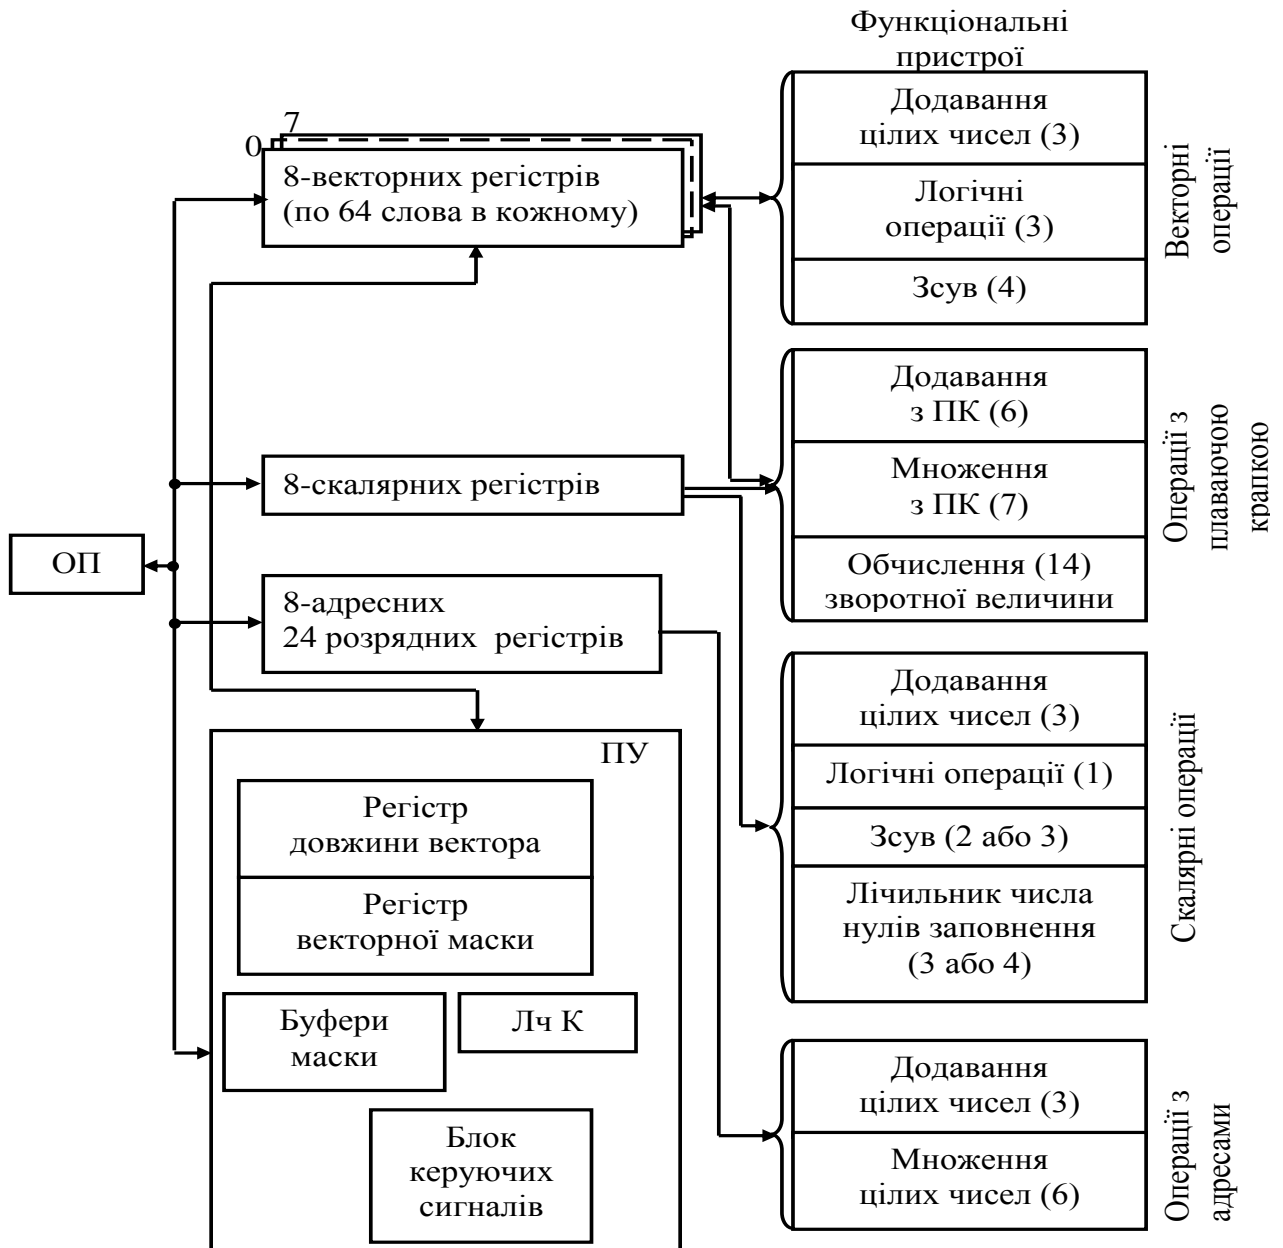 Функціональні
пристрої
Додавання
цілих чисел (3)
Логічні
операції (3)
Зсув (4)
Векторні
операції
7
0
8-векторних регістрів
(по 64 слова в кожному)
Додавання
з ПК (6)
Множення
з ПК (7)
Обчислення (14)
зворотної величини
Операції з
плаваючою
крапкою
8-скалярних регістрів
ОП
8-адресних
24 розрядних регістрів
Додавання
цілих чисел (3)
Логічні операції (1)
Зсув (2 або 3)
Лічильник числа
нулів заповнення
(3 або 4)
Скалярні операції
ПУ
Регістр
довжини вектора
Регістр
векторної маски
Буфери
маски
Лч К
Блок
керуючих
сигналів
Додавання
цілих чисел (3)
Множення
цілих чисел (6)
Операції з
адресами